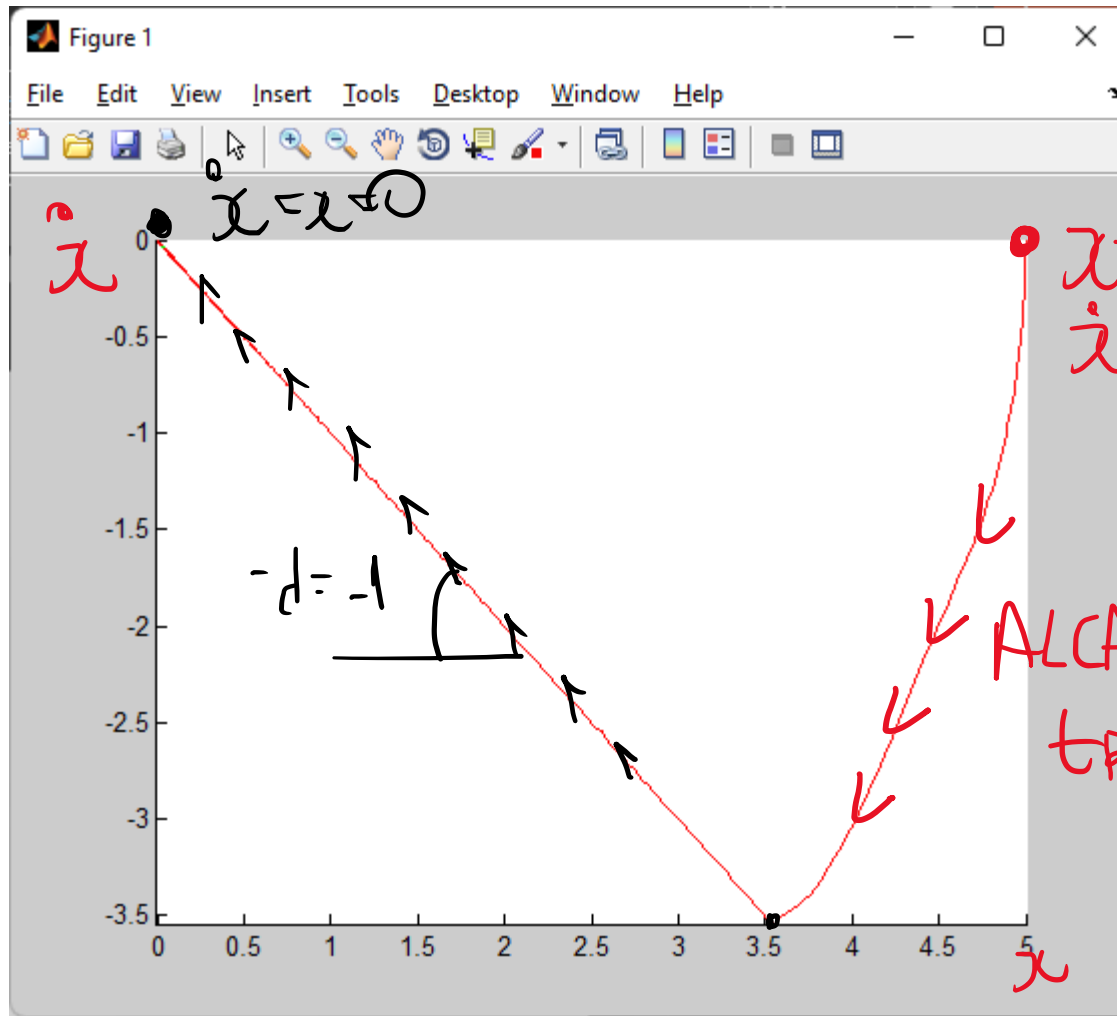 Figure 1
File Edit View Insert Tools Desktop Window Help
ẋ = x = 0
ẋ
x
ẋ
0
-0.5
-1
-1.5
-2
-2.5
-3
-3.5
-d = -1
ALCA
0 0.5 1 1.5 2 2.5 3 3.5 4 4.5 5
x